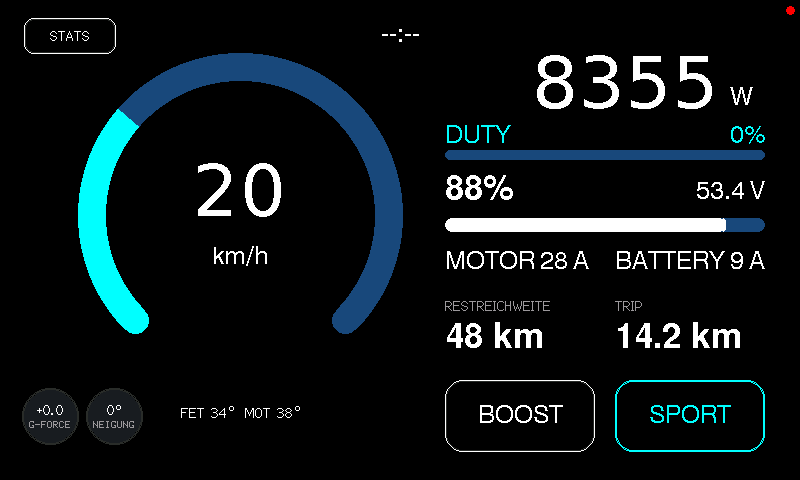 STATS
--:--
8355 W
DUTY 0%
88% 53.4 V
20
km/h
MOTOR 28 A BATTERY 9 A
RESTREICHWEITE TRIP
48 km 14.2 km
+0.0
G-FORCE
0°
NEIGUNG
FET 34° MOT 38°
BOOST SPORT